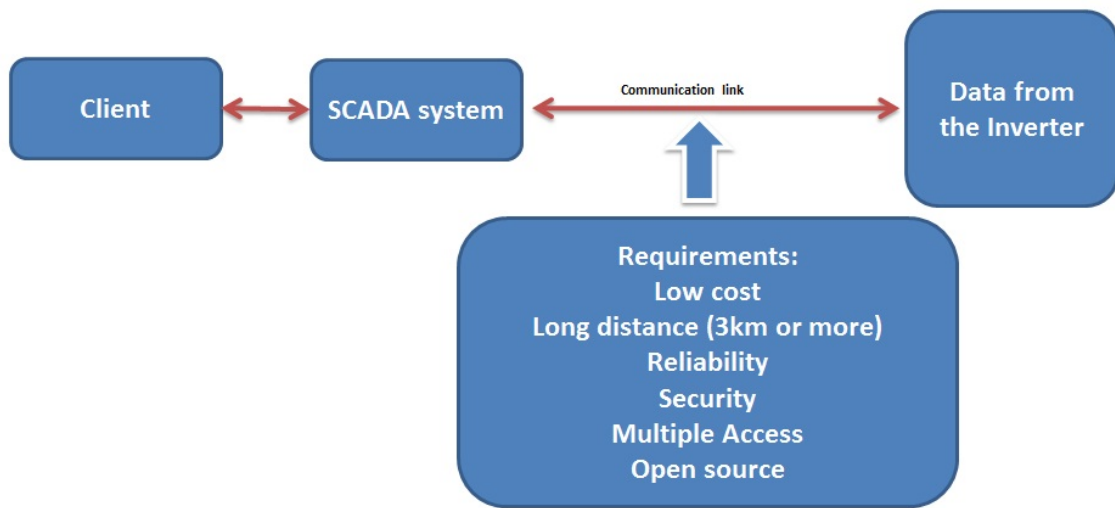 Client
SCADA system
Communication link
Data from
the Inverter
Requirements:
Low cost
Long distance (3km or more)
Reliability
Security
Multiple Access
Open source